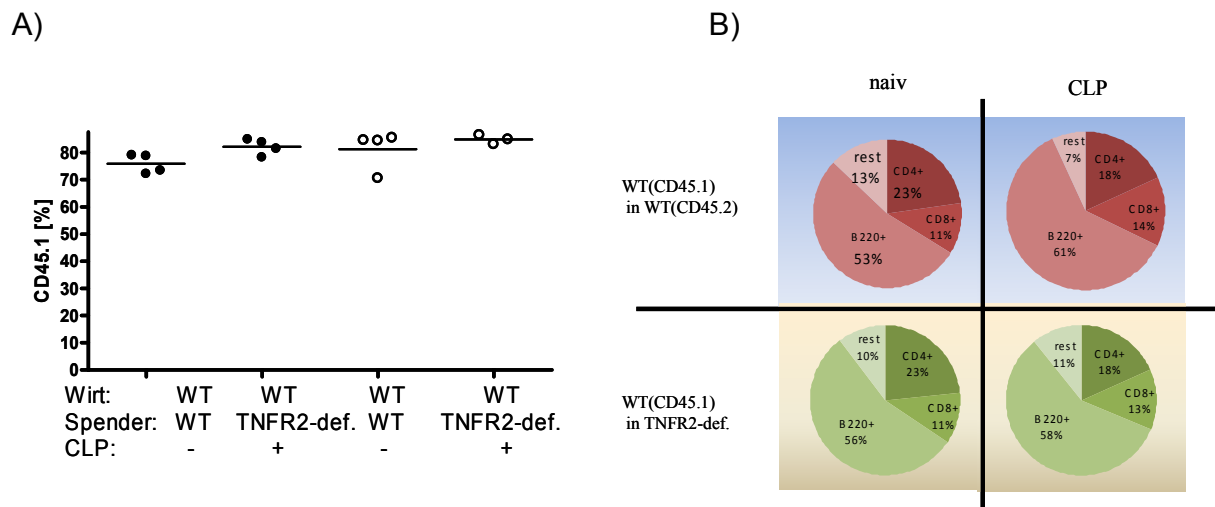 A)
B)
CD45.1 [%]
80
70
60
50
40
30
20
10
0
Wirt: WT WT WT WT
Spender: WT TNFR2-def. WT TNFR2-def.
CLP: - + - +
naiv CLP
WT(CD45.1)
in WT(CD45.2)
rest
13%
CD4+
23%
CD8+
11%
B220+
53%
rest
7%
CD4+
18%
CD8+
14%
B220+
61%
WT(CD45.1)
in TNFR2-def.
rest
10%
CD4+
23%
CD8+
11%
B220+
56%
rest
11%
CD4+
18%
CD8+
13%
B220+
58%